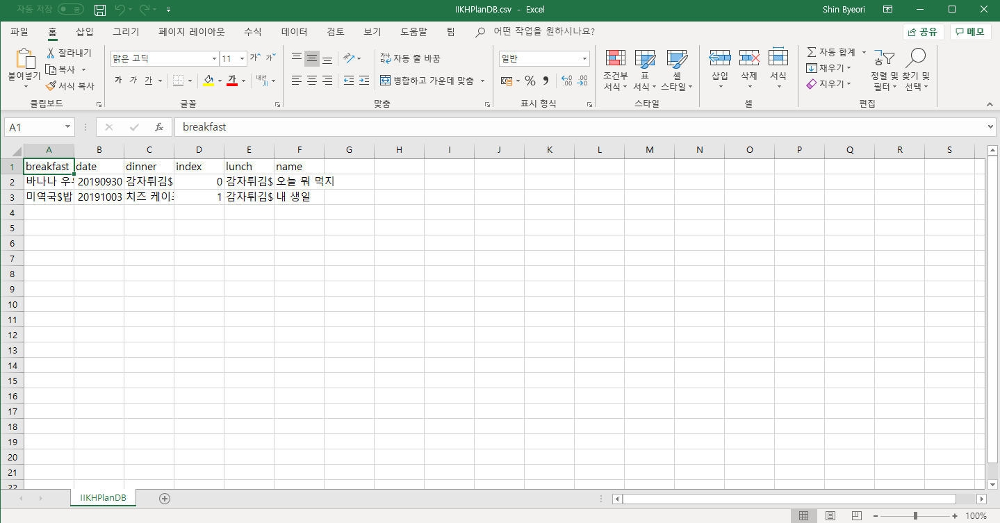 자동 저장 끔 IIKHPlanDB.csv - Excel Shin Byeori
파일 홈 삽입 그리기 페이지 레이아웃 수식 데이터 검토 보기 도움말 팀 어떤 작업을 원하시나요? 공유 메모
붙여넣기 잘라내기 복사 서식 복사
클립보드
맑은 고딕 11 가 가
가 가 가 가 내천
글꼴
자동 줄 바꿈
병합하고 가운데 맞춤
맞춤
일반
%
표시 형식
조건부 서식 표 서식 셀 스타일
스타일
삽입 삭제 서식
셀
자동 합계 채우기 지우기 정렬 및 필터 찾기 및 선택
편집
A1 fx breakfast
A B C D E F G H I J K L M N O P Q R S
1 breakfast date dinner index lunch name
2 바나나 20190930 감자튀김$ 0 감자튀김$ 오늘 뭐 먹지
3 미역국$밥 20191003 치즈 1 감자튀김$ 내 생일
4
5
6
7
8
9
10
11
12
13
14
15
16
17
18
19
20
21
22
IIKHPlanDB
100%